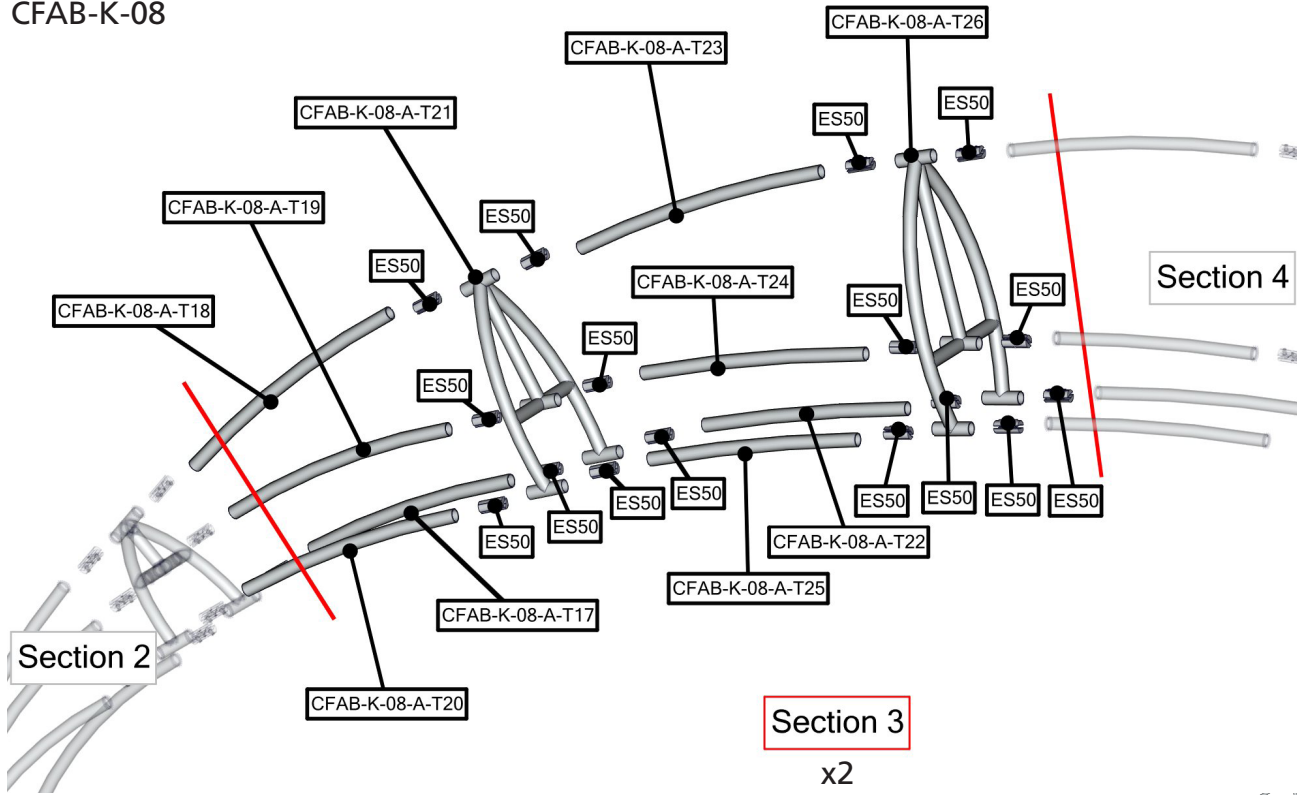 CFAB-K-08
CFAB-K-08-A-T26
CFAB-K-08-A-T23
ES50
ES50
CFAB-K-08-A-T21
CFAB-K-08-A-T19
ES50
ES50
CFAB-K-08-A-T24
Section 4
CFAB-K-08-A-T18
ES50
ES50
ES50
ES50
ES50
ES50
ES50
ES50
ES50
ES50
ES50
ES50
CFAB-K-08-A-T22
CFAB-K-08-A-T25
CFAB-K-08-A-T17
Section 2
CFAB-K-08-A-T20
Section 3
x2